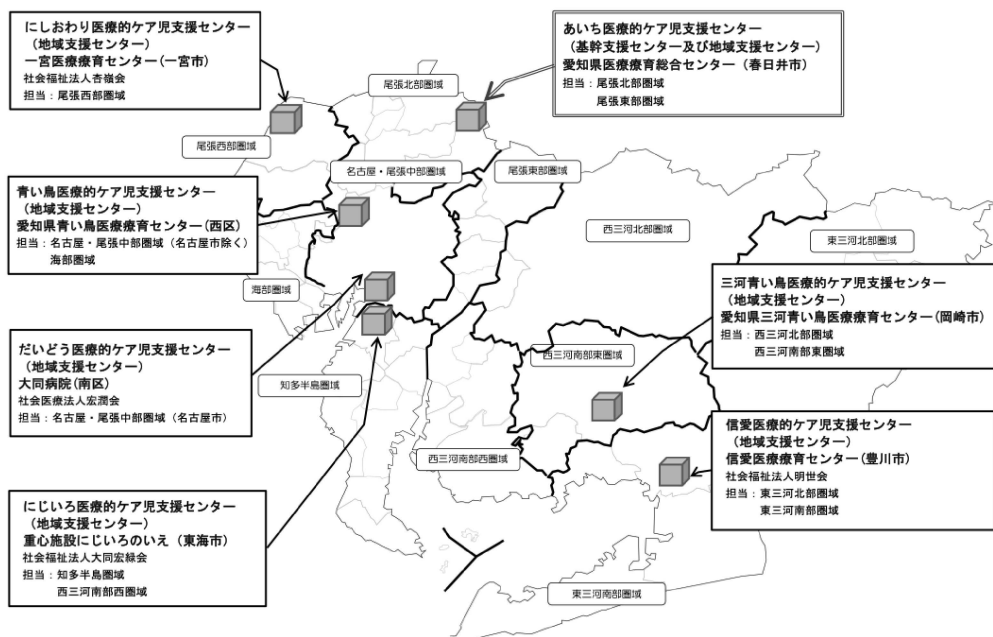 にしおわり医療的ケア児支援センター
（地域支援センター）
一宮医療療育センター(一宮市)
社会福祉法人杏嶺会
担当：尾張西部圏域
あいち医療的ケア児支援センター
（基幹支援センター及び地域支援センター）
愛知県医療療育総合センター（春日井市）
担当：尾張北部圏域
尾張東部圏域
尾張北部圏域
尾張西部圏域
名古屋・尾張中部圏域
尾張東部圏域
青い鳥医療的ケア児支援センター
（地域支援センター）
愛知県青い鳥医療療育センター(西区)
担当：名古屋・尾張中部圏域（名古屋市除く）
海部圏域
西三河北部圏域
東三河北部圏域
海部圏域
三河青い鳥医療的ケア児支援センター
（地域支援センター）
愛知県三河青い鳥医療療育センター(岡崎市)
担当：西三河北部圏域
西三河南部東圏域
だいどう医療的ケア児支援センター
（地域支援センター）
大同病院(南区)
社会医療法人宏潤会
担当：名古屋・尾張中部圏域（名古屋市）
西三河南部東圏域
知多半島圏域
信愛医療的ケア児支援センター
（地域支援センター）
信愛医療療育センター(豊川市)
社会福祉法人明世会
担当：東三河北部圏域
東三河南部圏域
西三河南部西圏域
にじいろ医療的ケア児支援センター
（地域支援センター）
重心施設にじいろのいえ（東海市）
社会福祉法人大同宏緑会
担当：知多半島圏域
西三河南部西圏域
東三河南部圏域